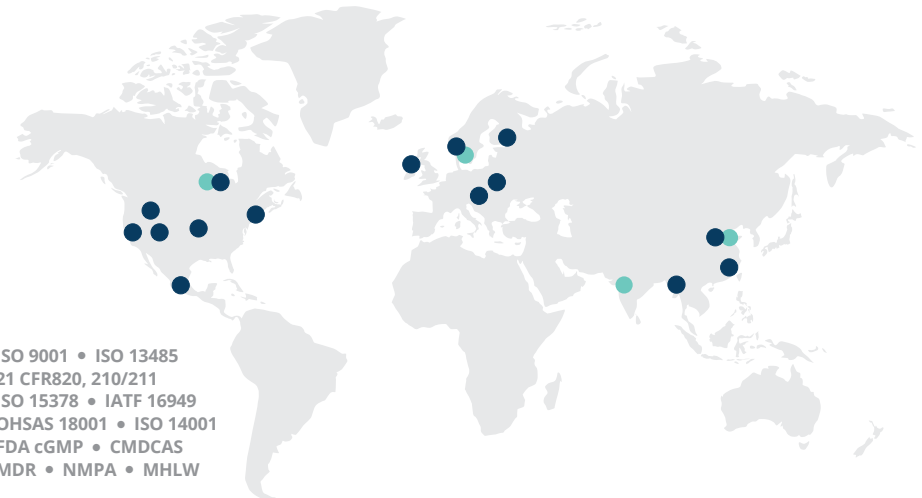 SO 9001 • ISO 13485
21 CFR820, 210/211
SO 15378 • IATF 16949
OHSAS 18001 • ISO 14001
FDA cGMP • CMDCAS
MDR • NMPA • MHLW